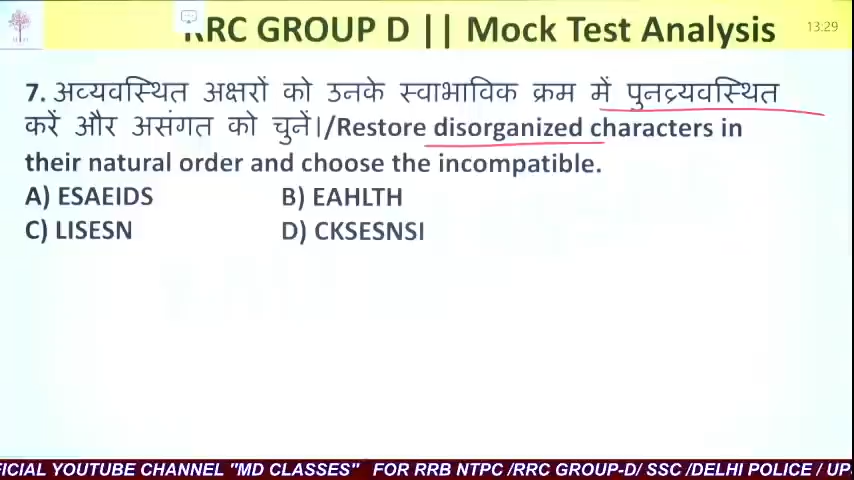 RRC GROUP D || Mock Test Analysis
13.29
7. अव्यवस्थित अक्षरों को उनके स्वाभाविक क्रम में पुनव्र्यवस्थित
करें और असंगत को चुनें।/Restore disorganized characters in
their natural order and choose the incompatible.
A) ESAEIDS B) EAHLTH
C) LISESN D) CKSESNSI
FICIAL YOUTUBE CHANNEL "MD CLASSES" FOR RRB NTPC /RRC GROUP-D/ SSC /DELHI POLICE / UP